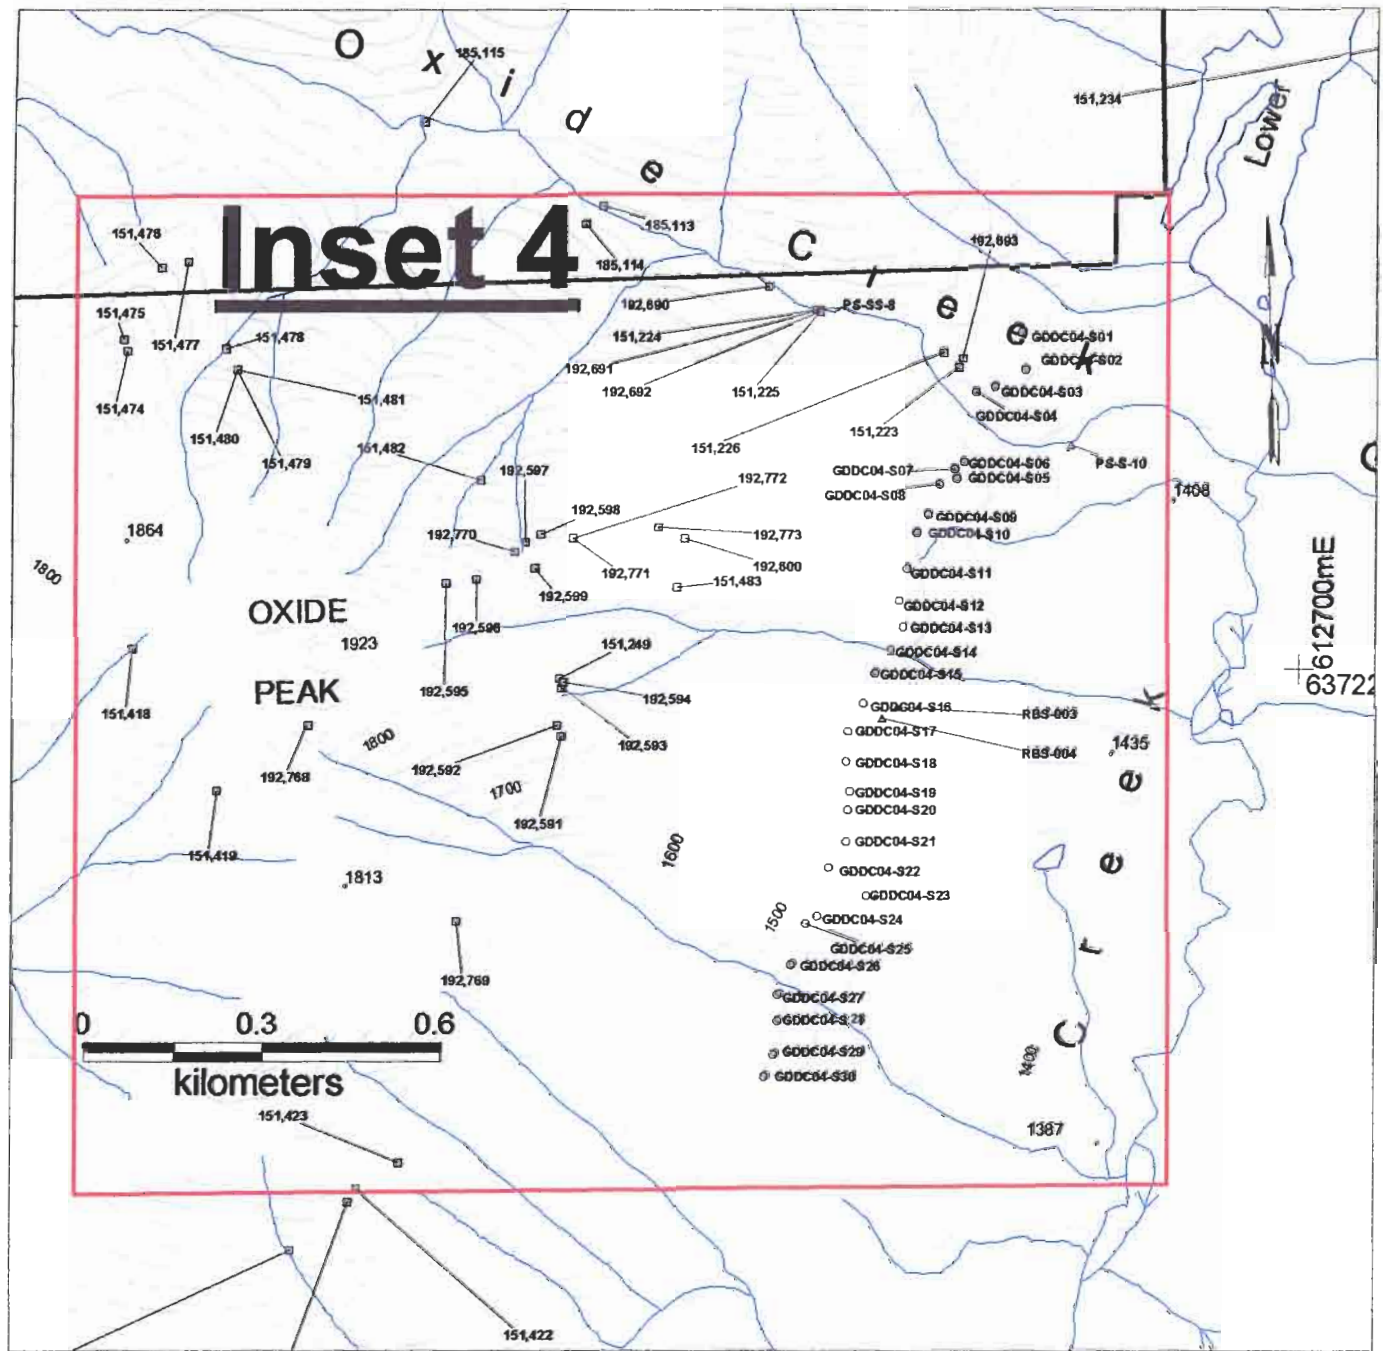 O x i d e C r e e k
185,115
151,234
Lower
Inset 4
151,476
185,113
185,114
192,693
192,690
PS-SS-8
151,475
151,477
151,478
151,224
GDDC04-S01
GDDC04-S02
192,691
192,692
151,225
GDDC04-S03
151,474
151,481
GDDC04-S04
151,480
151,479
151,482
151,226
151,223
192,597
GDDC04-S07
GDDC04-S06
PS-S-10
192,772
GDDC04-S05
GDDC04-S08
1408
192,598
GDDC04-S09
1864
192,770
192,773
GDDC04-S10
1800
192,771
192,600
192,599
151,483
GDDC04-S11
612700mE
OXIDE
GDDC04-S12
1923
192,596
GDDC04-S13
151,249
GDDC04-S14
63722
PEAK
192,595
192,594
GDDC04-S15
151,418
GDDC04-S16
RBS-003
1800
192,593
GDDC04-S17
1435
192,768
192,592
GDDC04-S18
RBS-004
1700
GDDC04-S19
192,591
GDDC04-S20
1600
151,419
GDDC04-S21
1813
GDDC04-S22
GDDC04-S23
1500
GDDC04-S24
C r e e k
GDDC04-S25
192,769
GDDC04-S26
GDDC04-S27
0 0.3 0.6
GDDC04-S29
1400
kilometers
GDDC04-S30
151,423
1387
151,422